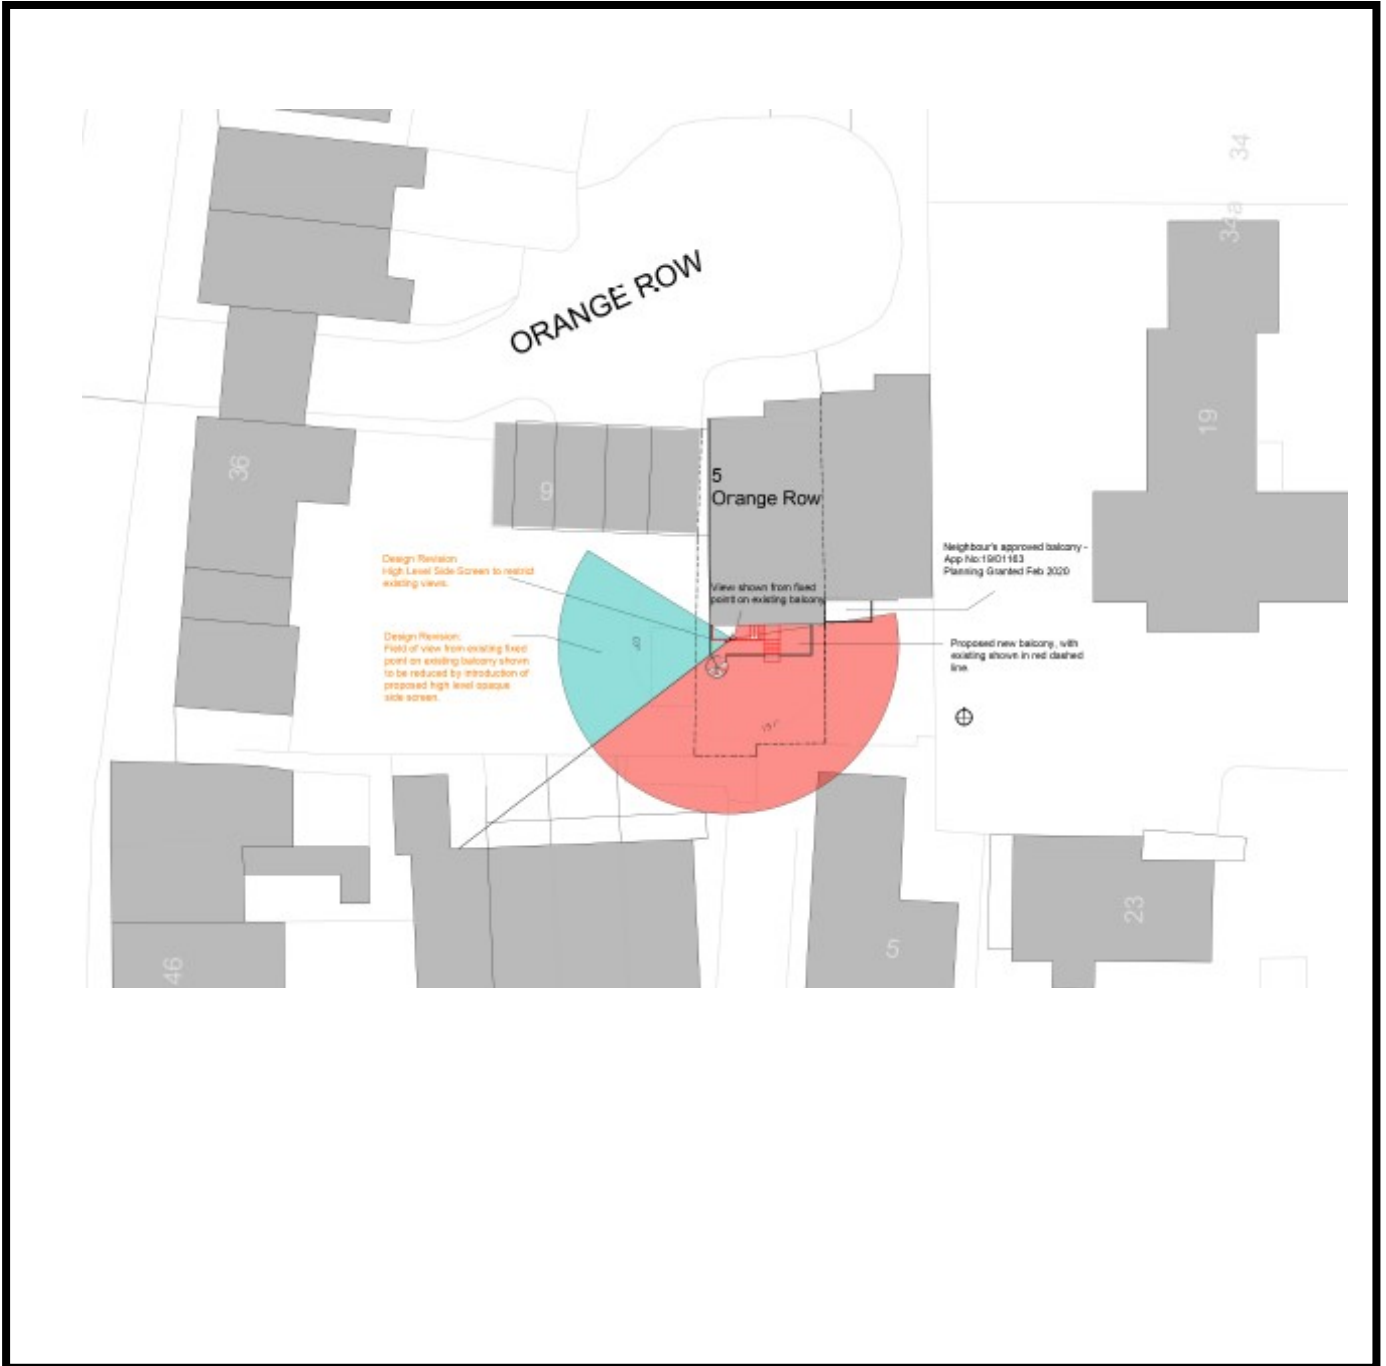 34
34a
ORANGE ROW
36
9
5
Orange Row
19
Design Revision
High Level Side Screen to restrict
existing views.
View shown from fixed
point on existing balcony
Neighbour's approved balcony -
App No:19/01163
Planning Granted Feb 2020
Design Revision:
Field of view from existing fixed
point on existing balcony shown
to be reduced by introduction of
proposed high level opaque
side screen.
Proposed new balcony, with
existing shown in red dashed
line.
46
5
23